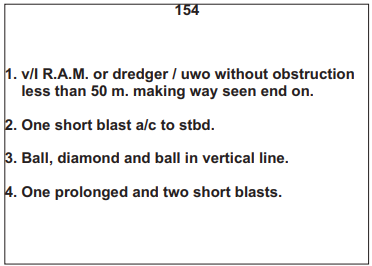 154
1. v/l R.A.M. or dredger / uwo without obstruction
less than 50 m. making way seen end on.
2. One short blast a/c to stbd.
3. Ball, diamond and ball in vertical line.
4. One prolonged and two short blasts.